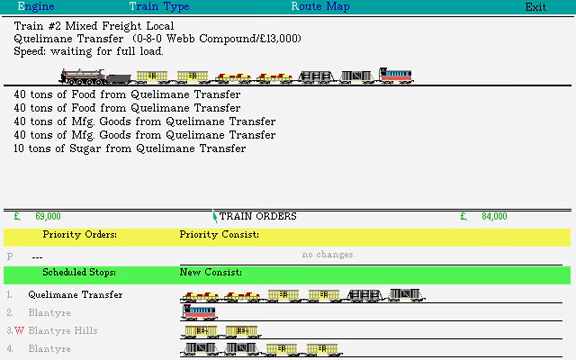 Engine Train Type Route Map Exit
Train #2 Mixed Freight Local
Quelimane Transfer (0-8-0 Webb Compound/£13,000)
Speed: waiting for full load.
40 tons of Food from Quelimane Transfer
40 tons of Food from Quelimane Transfer
40 tons of Mfg. Goods from Quelimane Transfer
40 tons of Mfg. Goods from Quelimane Transfer
10 tons of Sugar from Quelimane Transfer
£ 69,000 TRAIN ORDERS £ 84,000
Priority Orders: Priority Consist:
P --- no changes
Scheduled Stops: New Consist:
1. Quelimane Transfer
2. Blantyre
3.W Blantyre Hills
4. Blantyre